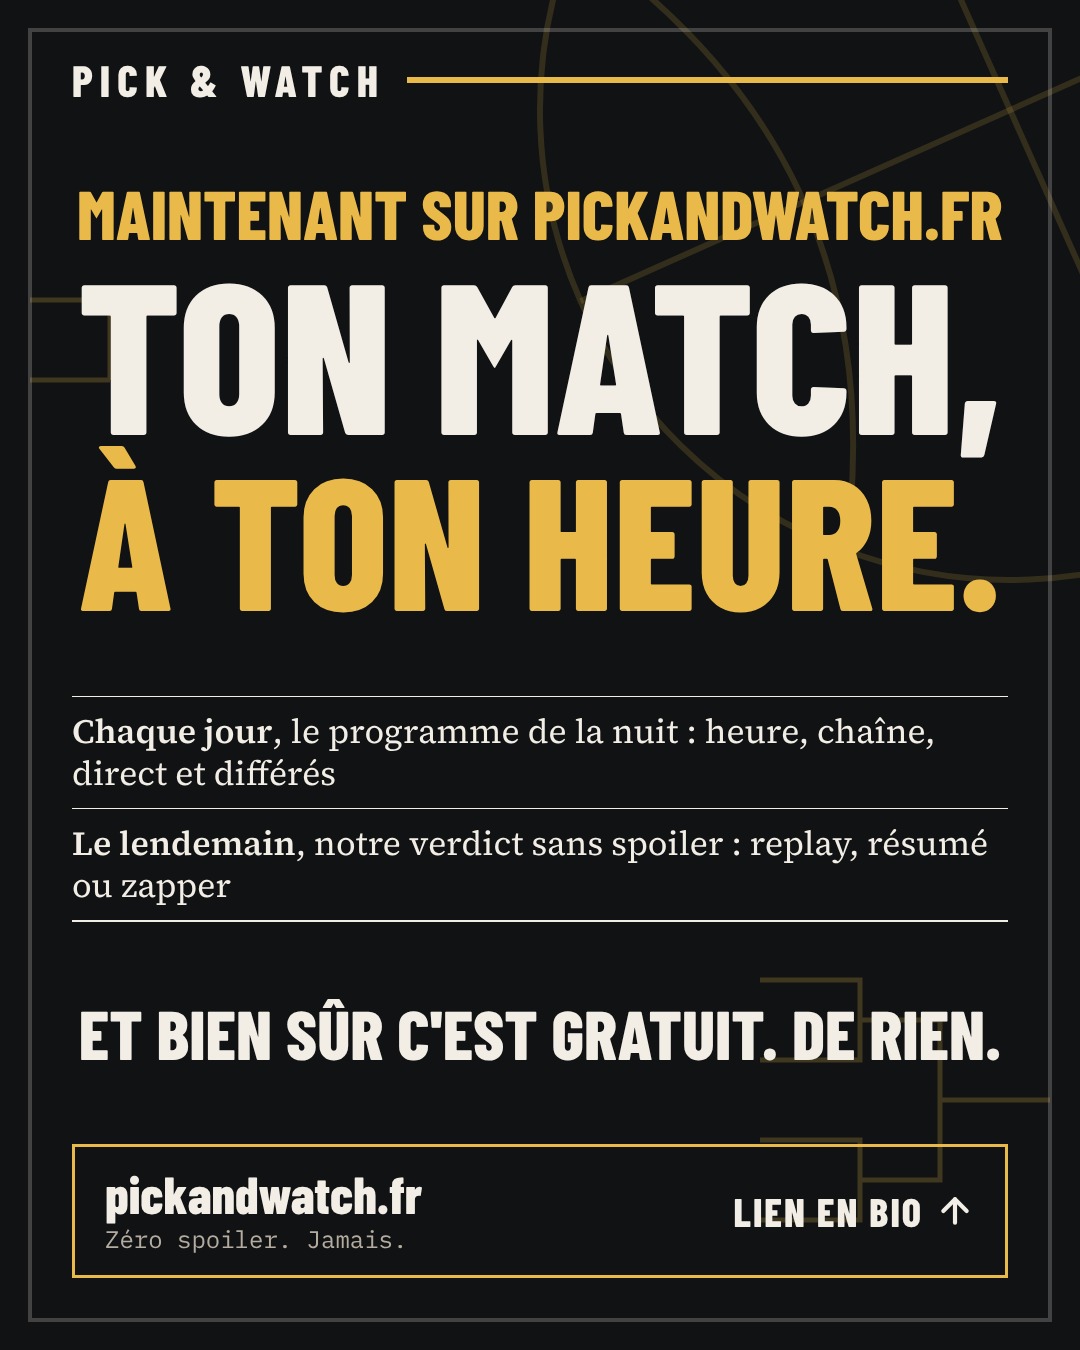 PICK & WATCH
MAINTENANT SUR PICKANDWATCH.FR
TON MATCH,
À TON HEURE.
Chaque jour, le programme de la nuit : heure, chaîne,
direct et différés
Le lendemain, notre verdict sans spoiler : replay, résumé
ou zapper
ET BIEN SÛR C'EST GRATUIT. DE RIEN.
pickandwatch.fr
Zéro spoiler. Jamais.
LIEN EN BIO ↑